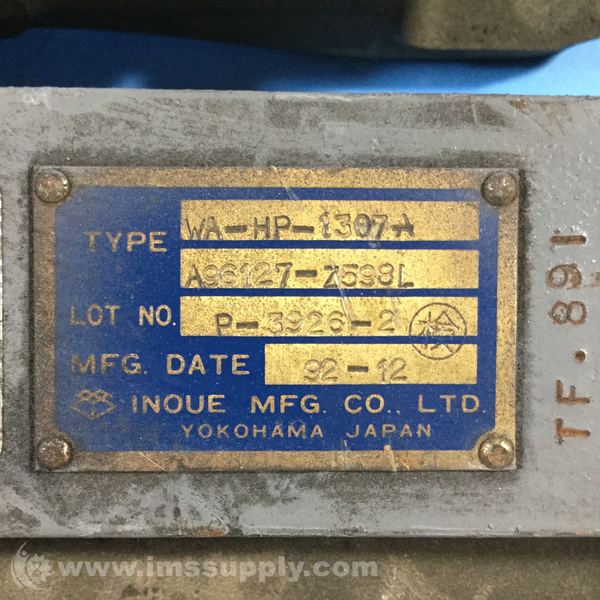 TYPE WA-HP-1307A
A96127-7598L
LOT NO. P-3926-2 検
MFG. DATE 92-12
INOUE MFG. CO., LTD.
YOKOHAMA JAPAN
TF.891
www.imssupply.com